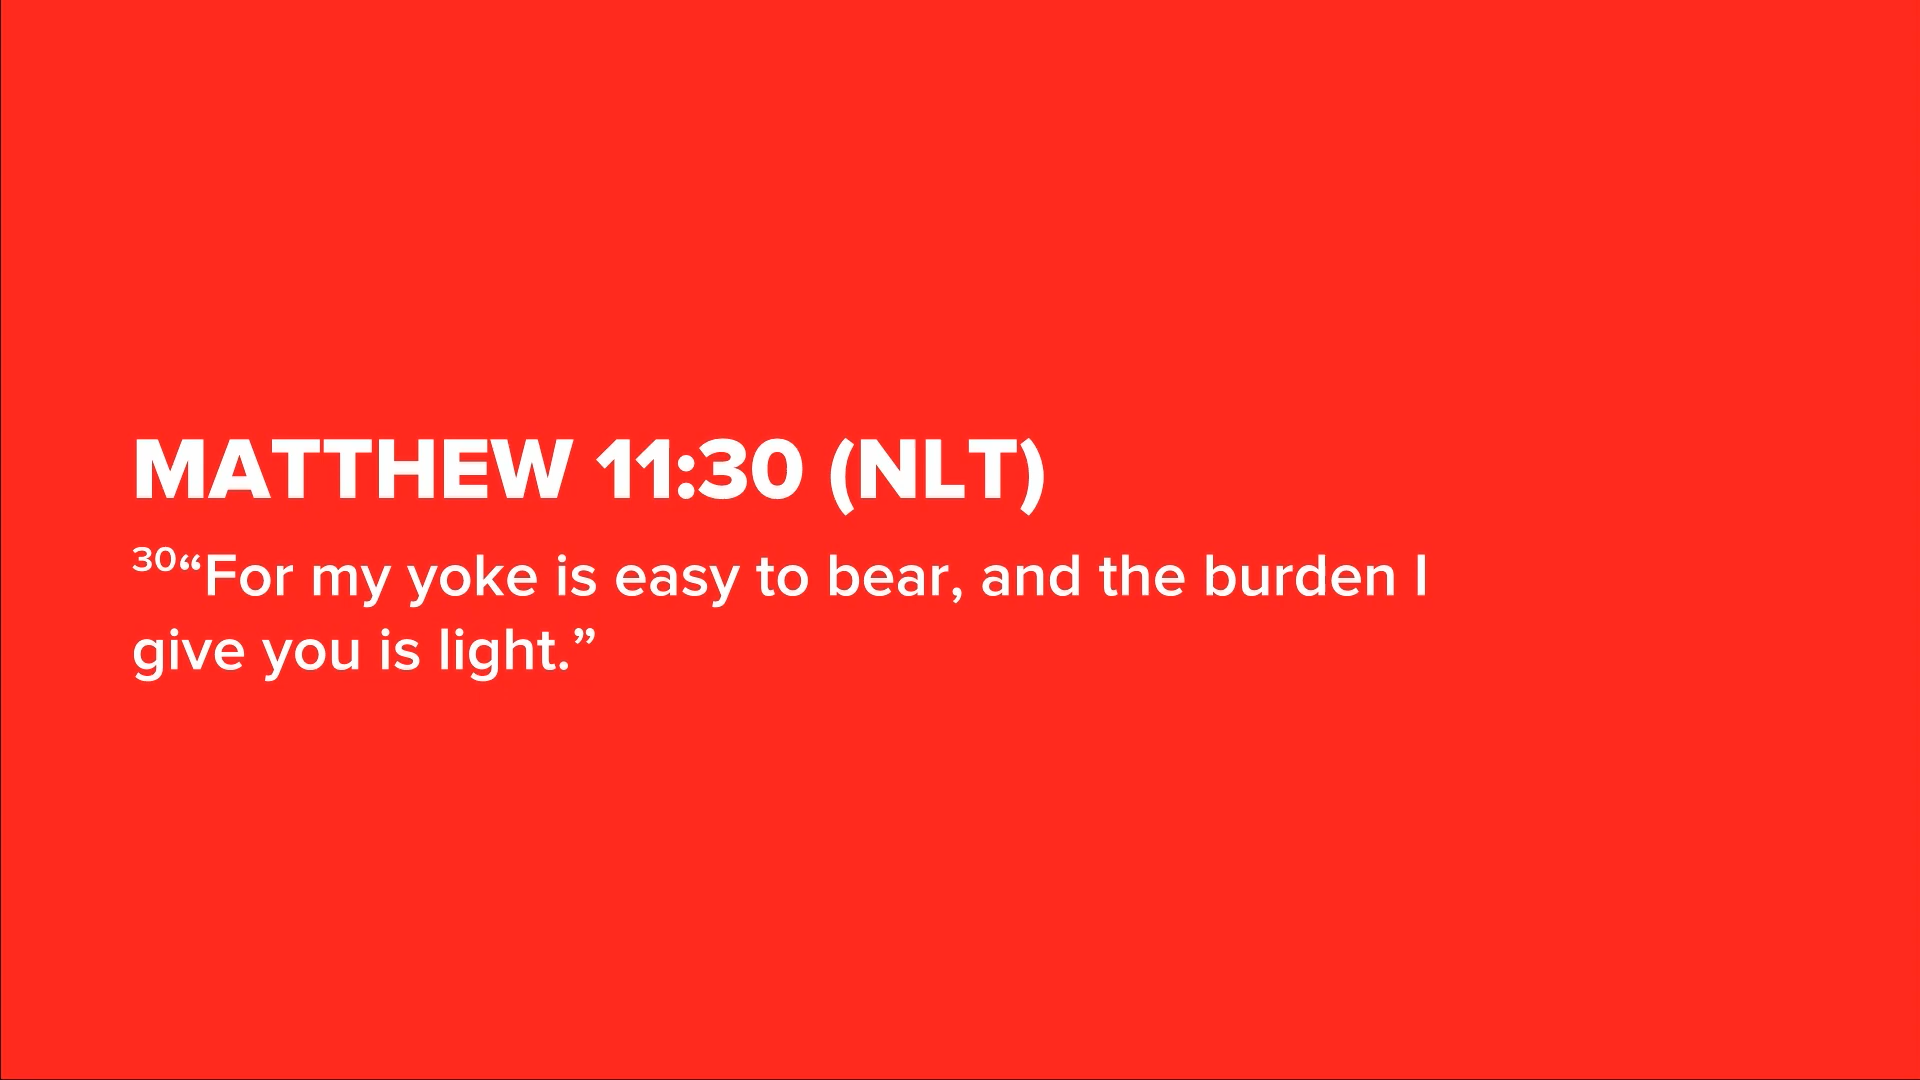 MATTHEW 11:30 (NLT)
³⁰“For my yoke is easy to bear, and the burden I
give you is light.”